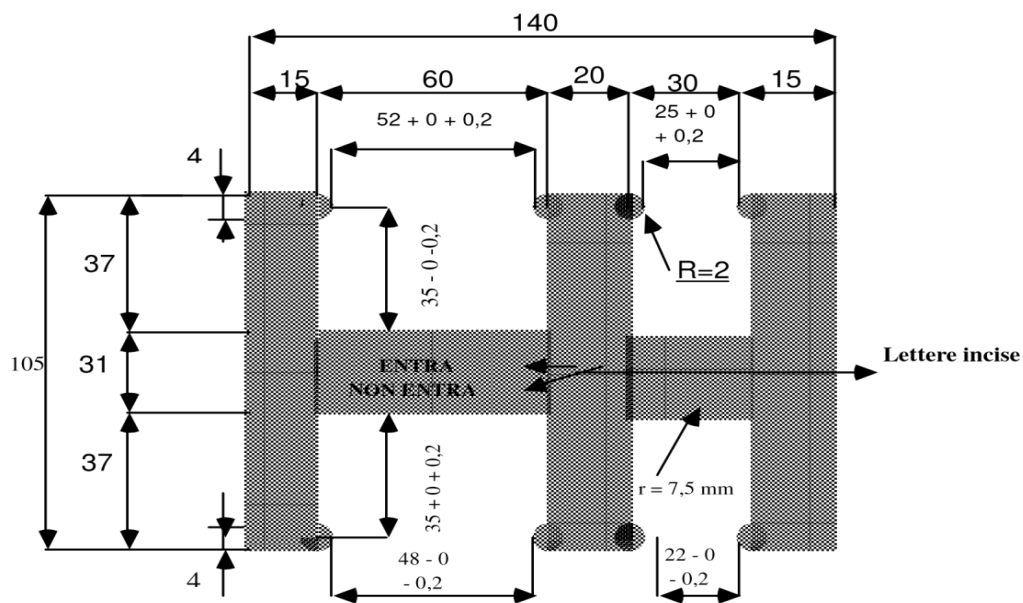 140
15 60 20 30 15
52 + 0 + 0,2
25 + 0
+ 0,2
4
37
35 - 0 -0,2
R=2
105
31
ENTRA
NON ENTRA
Lettere incise
37
35 + 0 + 0,2
r = 7,5 mm
4
48 - 0
- 0,2
22 - 0
- 0,2